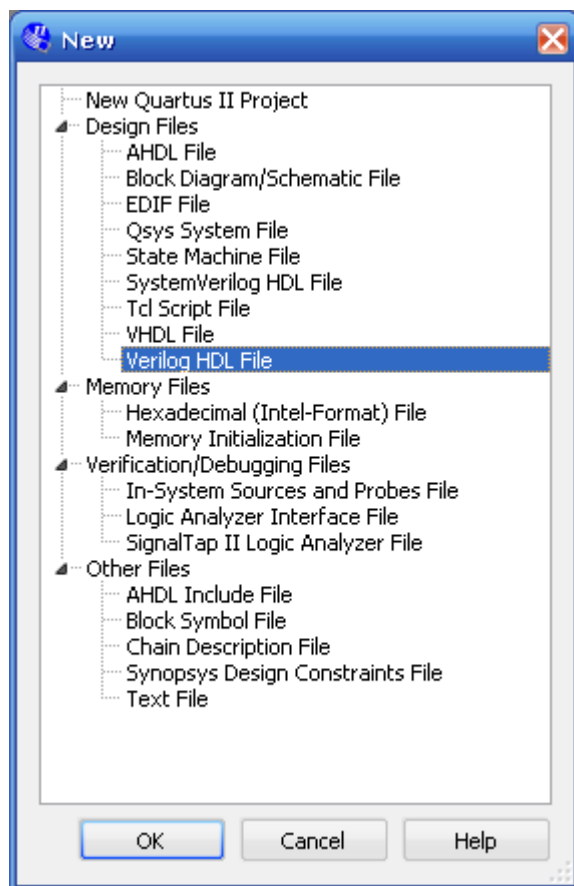 New
New Quartus II Project
Design Files
AHDL File
Block Diagram/Schematic File
EDIF File
Qsys System File
State Machine File
SystemVerilog HDL File
Tcl Script File
VHDL File
Verilog HDL File
Memory Files
Hexadecimal (Intel-Format) File
Memory Initialization File
Verification/Debugging Files
In-System Sources and Probes File
Logic Analyzer Interface File
SignalTap II Logic Analyzer File
Other Files
AHDL Include File
Block Symbol File
Chain Description File
Synopsys Design Constraints File
Text File
OK Cancel Help